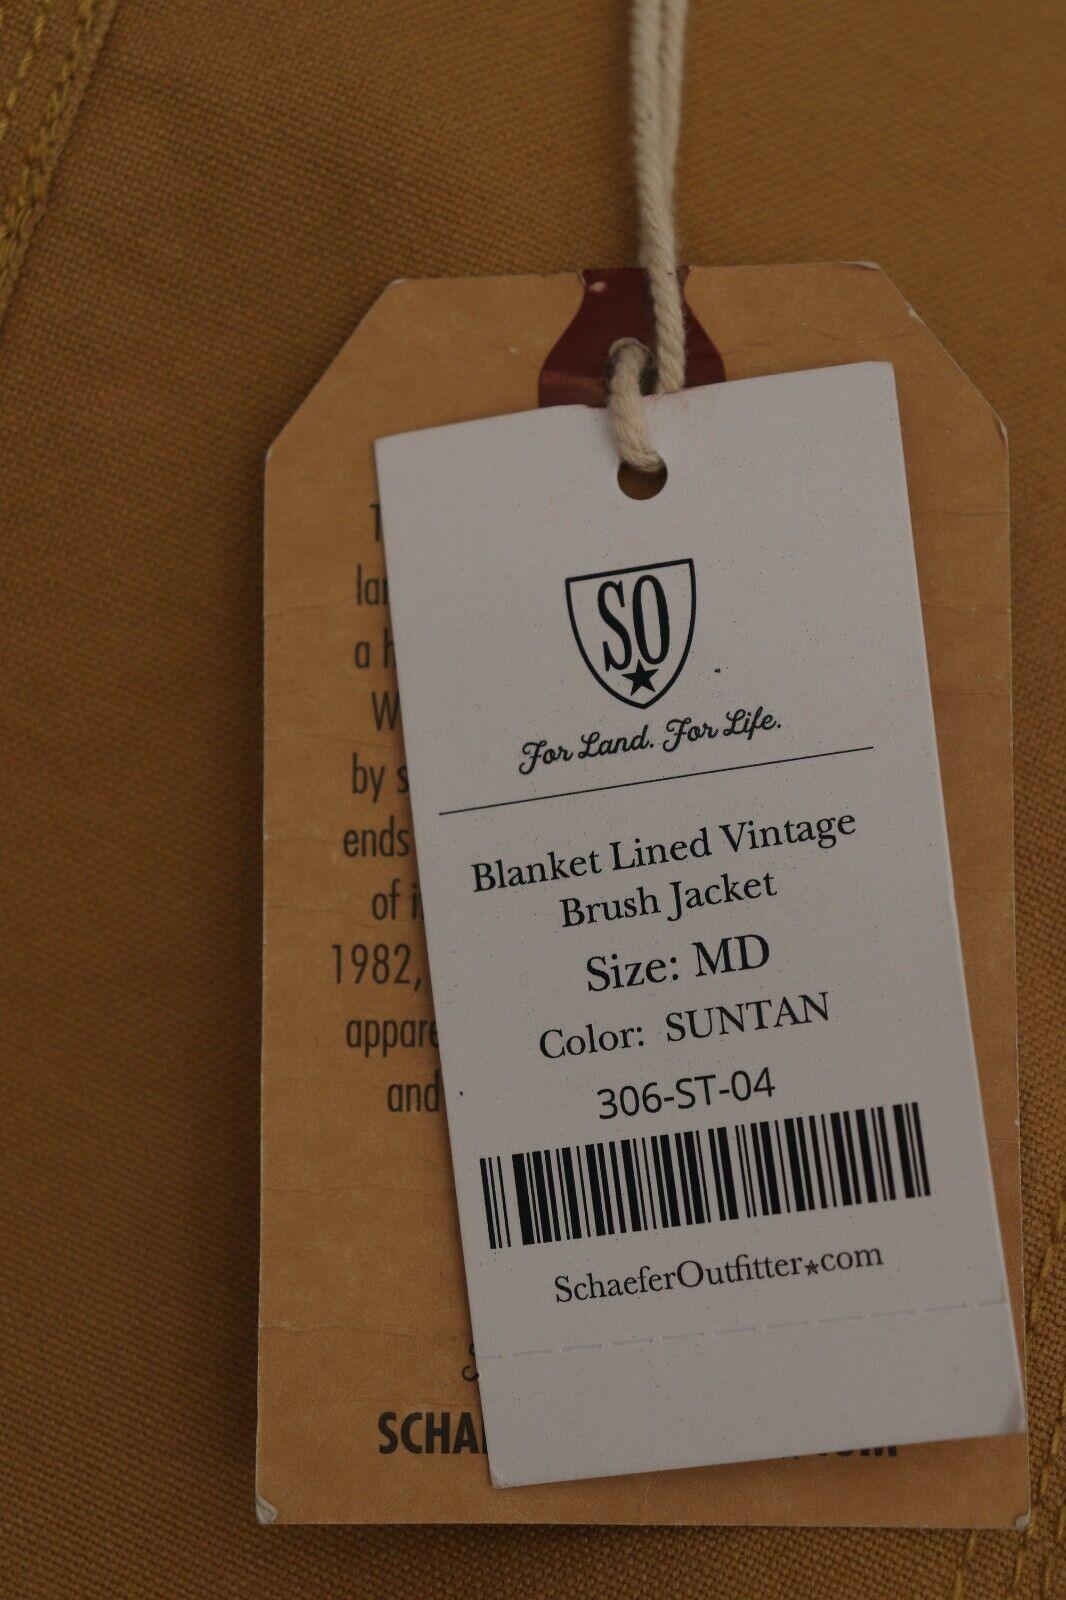 SO
For Land. For Life.
Blanket Lined Vintage
Brush Jacket
Size: MD
Color: SUNTAN
306-ST-04
SchaeferOutfitter★com
a
by
ends
of
1982,
and